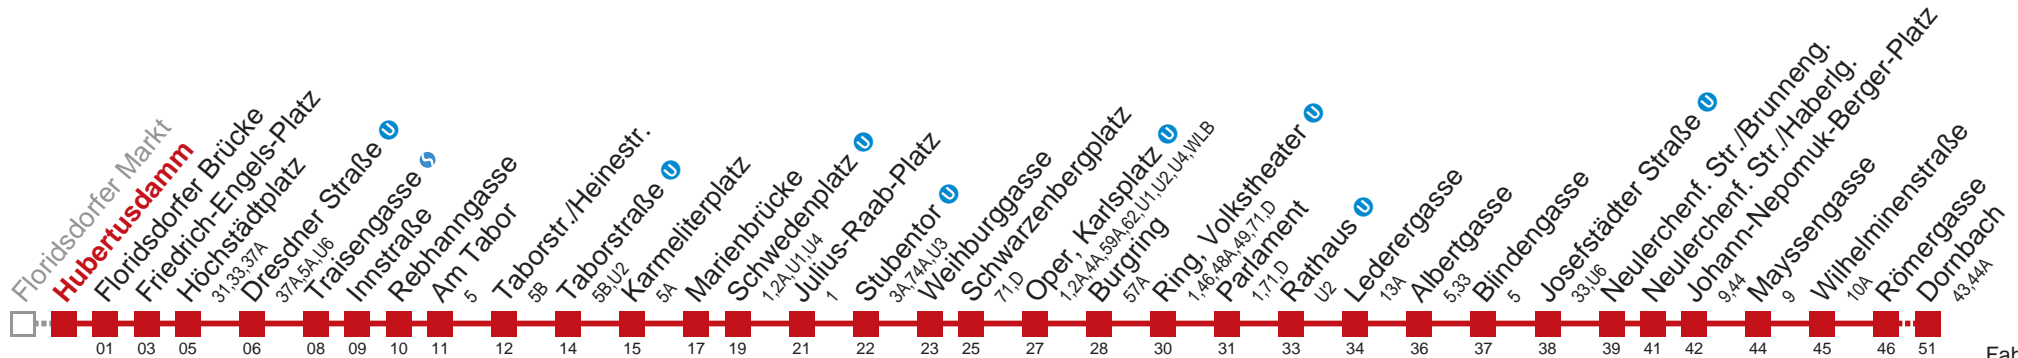 Floridsdorfer Markt
Hubertusdamm
Floridsdorfer Brücke
Friedrich-Engels-Platz
Höchstädtplatz
31,33,37A
Dresdner Straße U
37A,5A,U6
Traisengasse S
Innstraße
Rebhanngasse
Am Tabor
5
Taborstr./Heinestr.
5B
Taborstraße U
5B,U2
Karmeliterplatz
5A
Marienbrücke
Schwedenplatz U
1,2A,U1,U4
Julius-Raab-Platz
1
Stubentor U
3A,74A,U3
Weihburggasse
Schwarzenbergplatz
71,D
Oper, Karlsplatz U
1,2A,4A,59A,62,U1,U2,U4,WLB
Burgring
57A
Ring, Volkstheater U
1,46,48A,49,71,D
Parlament
1,71,D
Rathaus U
U2
Lederergasse
13A
Albertgasse
5,33
Blindengasse
5
Josefstädter Straße U
33,U6
Neulerchenf. Str./Brunneng.
Neulerchenf. Str./Haberlg.
Johann-Nepomuk-Berger-Platz
9,44
Mayssengasse
9
Wilhelminenstraße
10A
Römergasse
Dornbach
43,44A
01 03 05 06 08 09 10 11 12 14 15 17 19 21 22 23 25 27 28 30 31 33 34 36 37 38 39 41 42 44 45 46 51
Fah